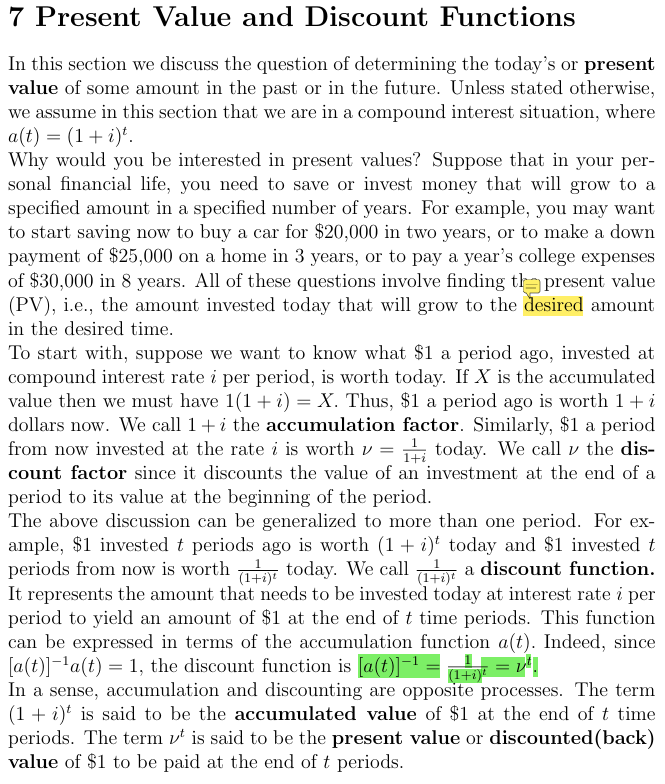 7 Present Value and Discount Functions
In this section we discuss the question of determining the today's or present
value of some amount in the past or in the future. Unless stated otherwise,
we assume in this section that we are in a compound interest situation, where
a(t) = (1 + i)^t.
Why would you be interested in present values? Suppose that in your per-
sonal financial life, you need to save or invest money that will grow to a
specified amount in a specified number of years. For example, you may want
to start saving now to buy a car for $20,000 in two years, or to make a down
payment of $25,000 on a home in 3 years, or to pay a year's college expenses
of $30,000 in 8 years. All of these questions involve finding the present value
(PV), i.e., the amount invested today that will grow to the desired amount
in the desired time.
To start with, suppose we want to know what $1 a period ago, invested at
compound interest rate i per period, is worth today. If X is the accumulated
value then we must have 1(1 + i) = X. Thus, $1 a period ago is worth 1 + i
dollars now. We call 1 + i the accumulation factor. Similarly, $1 a period
from now invested at the rate i is worth ν = 1/(1+i) today. We call ν the dis-
count factor since it discounts the value of an investment at the end of a
period to its value at the beginning of the period.
The above discussion can be generalized to more than one period. For ex-
ample, $1 invested t periods ago is worth (1 + i)^t today and $1 invested t
periods from now is worth 1/(1+i)^t today. We call 1/(1+i)^t a discount function.
It represents the amount that needs to be invested today at interest rate i per
period to yield an amount of $1 at the end of t time periods. This function
can be expressed in terms of the accumulation function a(t). Indeed, since
[a(t)]^−1 a(t) = 1, the discount function is [a(t)]^−1 = 1/(1+i)^t = ν^t.
In a sense, accumulation and discounting are opposite processes. The term
(1 + i)^t is said to be the accumulated value of $1 at the end of t time
periods. The term ν^t is said to be the present value or discounted(back)
value of $1 to be paid at the end of t periods.